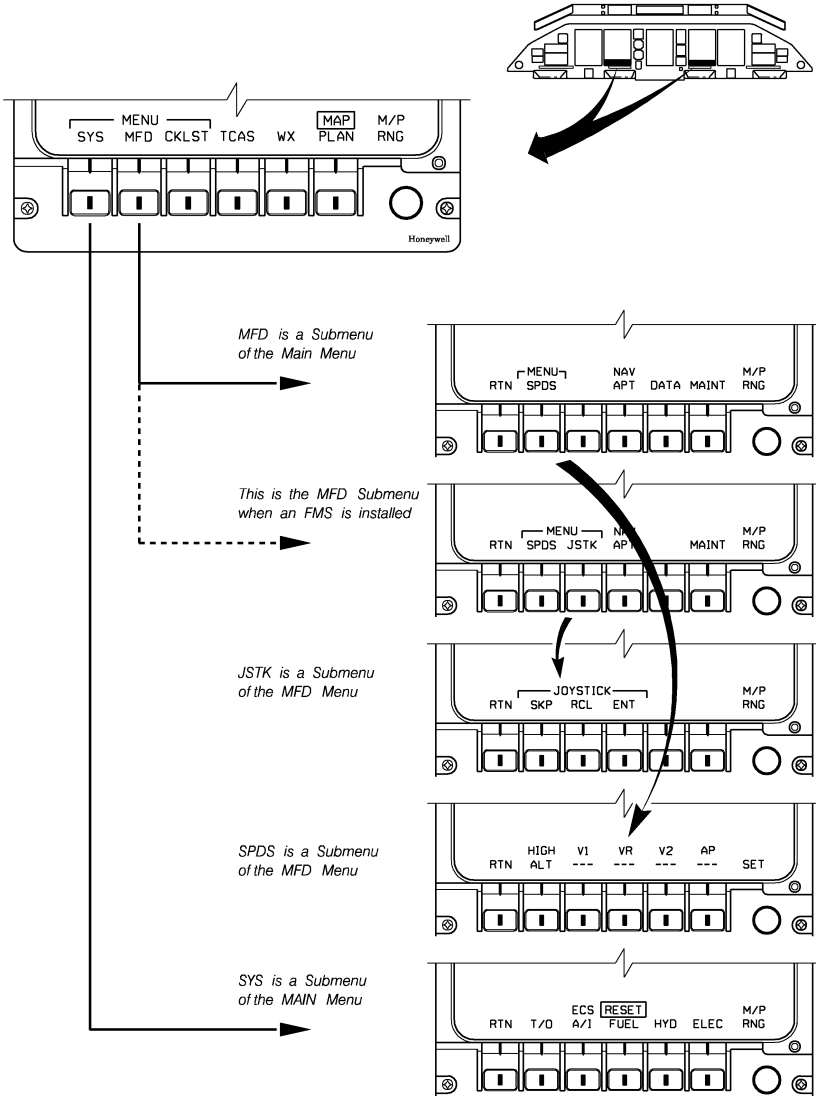 MENU MAP M/P
SYS MFD CKLST TCAS WX PLAN RNG
Honeywell
MFD is a Submenu
of the Main Menu
MENU NAV M/P
RTN SPDS APT DATA MAINT RNG
This is the MFD Submenu
when an FMS is installed
MENU NAV M/P
RTN SPDS JSTK APT MAINT RNG
JSTK is a Submenu
of the MFD Menu
JOYSTICK M/P
RTN SKP RCL ENT RNG
SPDS is a Submenu
of the MFD Menu
HIGH V1 VR V2 AP
RTN ALT --- --- --- --- SET
SYS is a Submenu
of the MAIN Menu
ECS RESET M/P
RTN T/O A/I FUEL HYD ELEC RNG